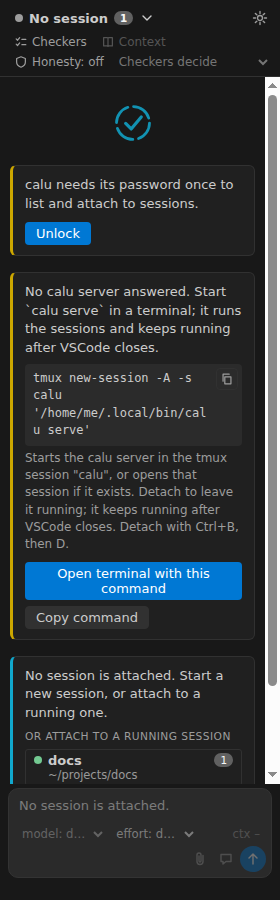 No session 1
Checkers Context
Honesty: off Checkers decide
calu needs its password once to
list and attach to sessions.
Unlock
No calu server answered. Start
`calu serve` in a terminal; it runs
the sessions and keeps running
after VSCode closes.
tmux new-session -A -s
calu
'/home/me/.local/bin/cal
u serve'
Starts the calu server in the tmux
session "calu", or opens that
session if it exists. Detach to leave
it running; it keeps running after
VSCode closes. Detach with Ctrl+B,
then D.
Open terminal with this
command
Copy command
No session is attached. Start a
new session, or attach to a
running one.
OR ATTACH TO A RUNNING SESSION
docs 1
~/projects/docs
No session is attached.
model: d... effort: d... ctx –